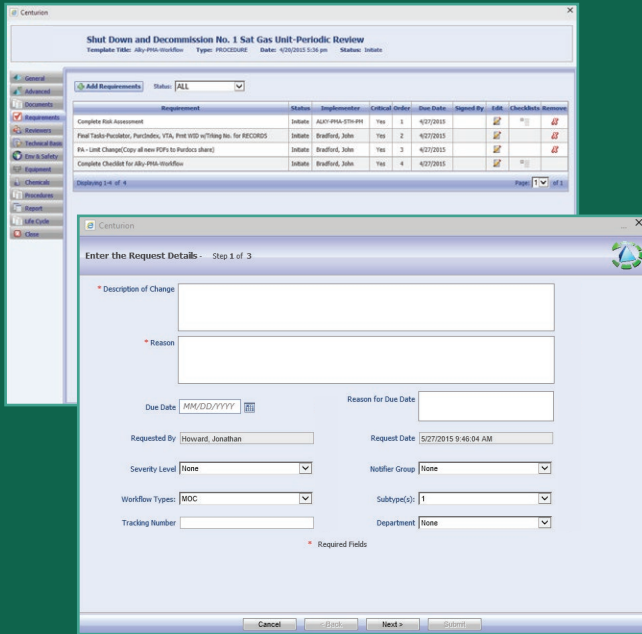 Centurion
Shut Down and Decommission No. 1 Sat Gas Unit-Periodic Review
Template Title: Alky-PMA-Workflow Type: PROCEDURE Date: 4/20/2015 5:36 pm Status: Initiate
General
Advanced
Documents
Requirements
Reviewers
Technical Basis
Env & Safety
Equipment
Chemicals
Procedures
Report
Life Cycle
Close
Add Requirements Status: ALL
Requirement Status Implementer Critical Order Due Date Signed By Edit Checklists Remove
Complete Risk Assessment Initiate ALKY-PMA-5TH-PM Yes 1 4/27/2015
Final Tasks-Pacolator, PurcIndex, VTA, Prnt WID w/Trking No. for RECORDS Initiate Bradford, John Yes 2 4/27/2015
PA - Limit Change(Copy all new PDFs to Purdocs share) Initiate Bradford, John Yes 3 4/27/2015
Complete Checklist for Alky-PMA-Workflow Initiate Bradford, John Yes 4 4/27/2015
Displaying 1-4 of 4 Page: 1 of 1
Centurion
Enter the Request Details - Step 1 of 3
* Description of Change
* Reason
Due Date MM/DD/YYYY Reason for Due Date
Requested By Howard, Jonathan Request Date 5/27/2015 9:46:04 AM
Severity Level None Notifier Group None
Workflow Types: MOC Subtype(s): 1
Tracking Number Department None
* Required Fields
Cancel < Back Next > Submit